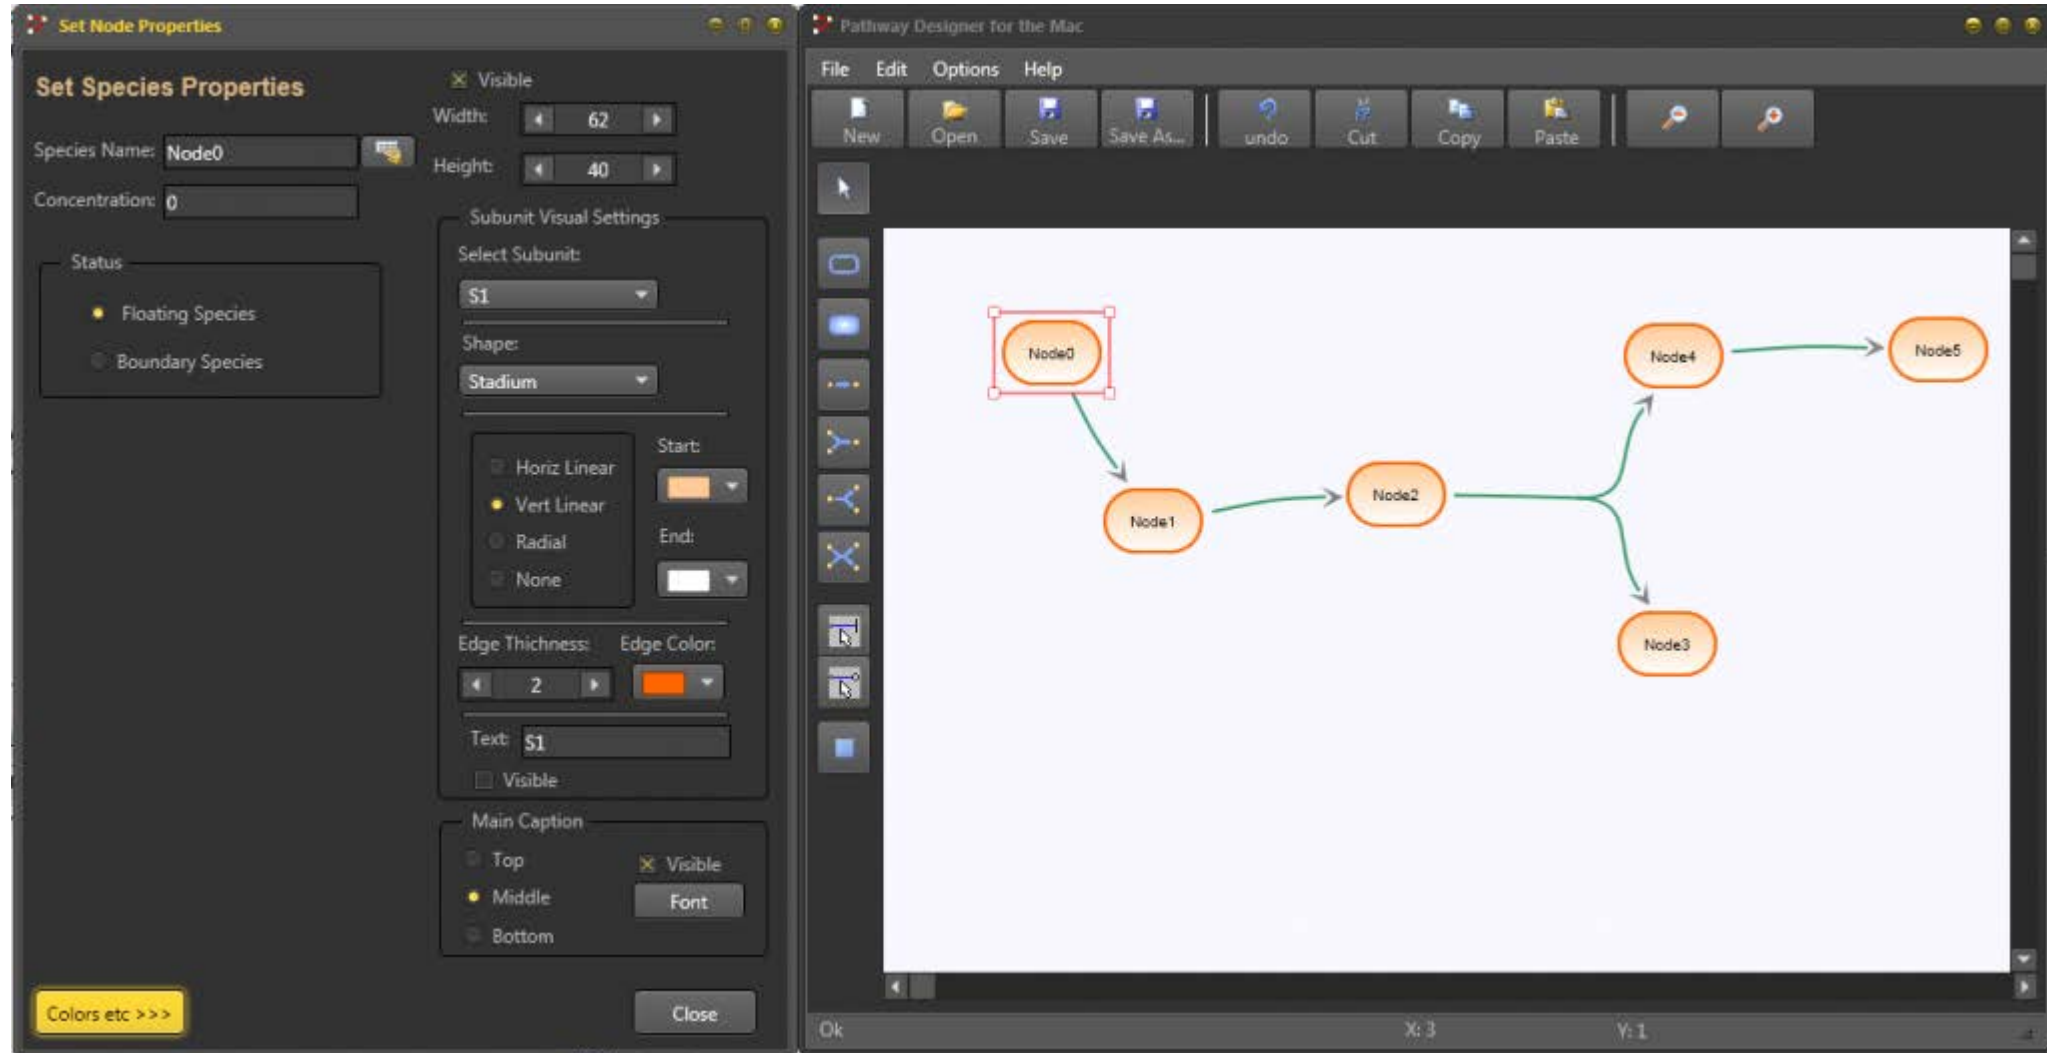 Set Node Properties
Set Species Properties
Species Name: Node0
Concentration: 0
Status
Floating Species
Boundary Species
Visible
Width: 62
Height: 40
Subunit Visual Settings
Select Subunit:
S1
Shape:
Stadium
Horiz Linear
Vert Linear
Radial
None
Start:
End:
Edge Thichness: Edge Color:
2
Text: S1
Visible
Main Caption
Top
Middle
Bottom
Visible
Font
Colors etc >>>
Close
Pathway Designer for the Mac
File Edit Options Help
New Open Save Save As... undo Cut Copy Paste
Node0
Node1
Node2
Node4
Node5
Node3
Ok X: 3 Y: 1